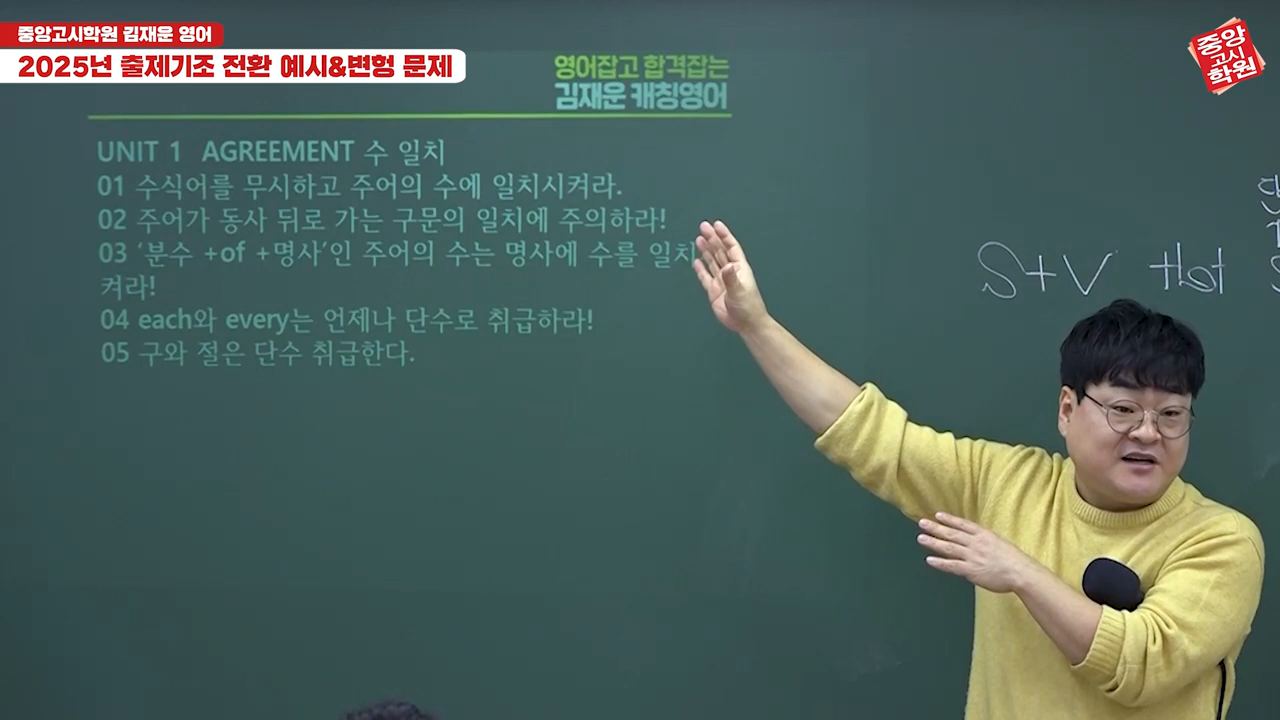 중앙고시학원 김재운 영어
2025년 출제기조 전환 예시&변형 문제
중앙
고시
학원
영어잡고 합격잡는
김재운 캐칭영어
UNIT 1 AGREEMENT 수 일치
01 수식어를 무시하고 주어의 수에 일치시켜라.
02 주어가 동사 뒤로 가는 구문의 일치에 주의하라!
03 ‘분수 +of +명사’인 주어의 수는 명사에 수를 일치
켜라!
04 each와 every는 언제나 단수로 취급하라!
05 구와 절은 단수 취급한다.
S+V that